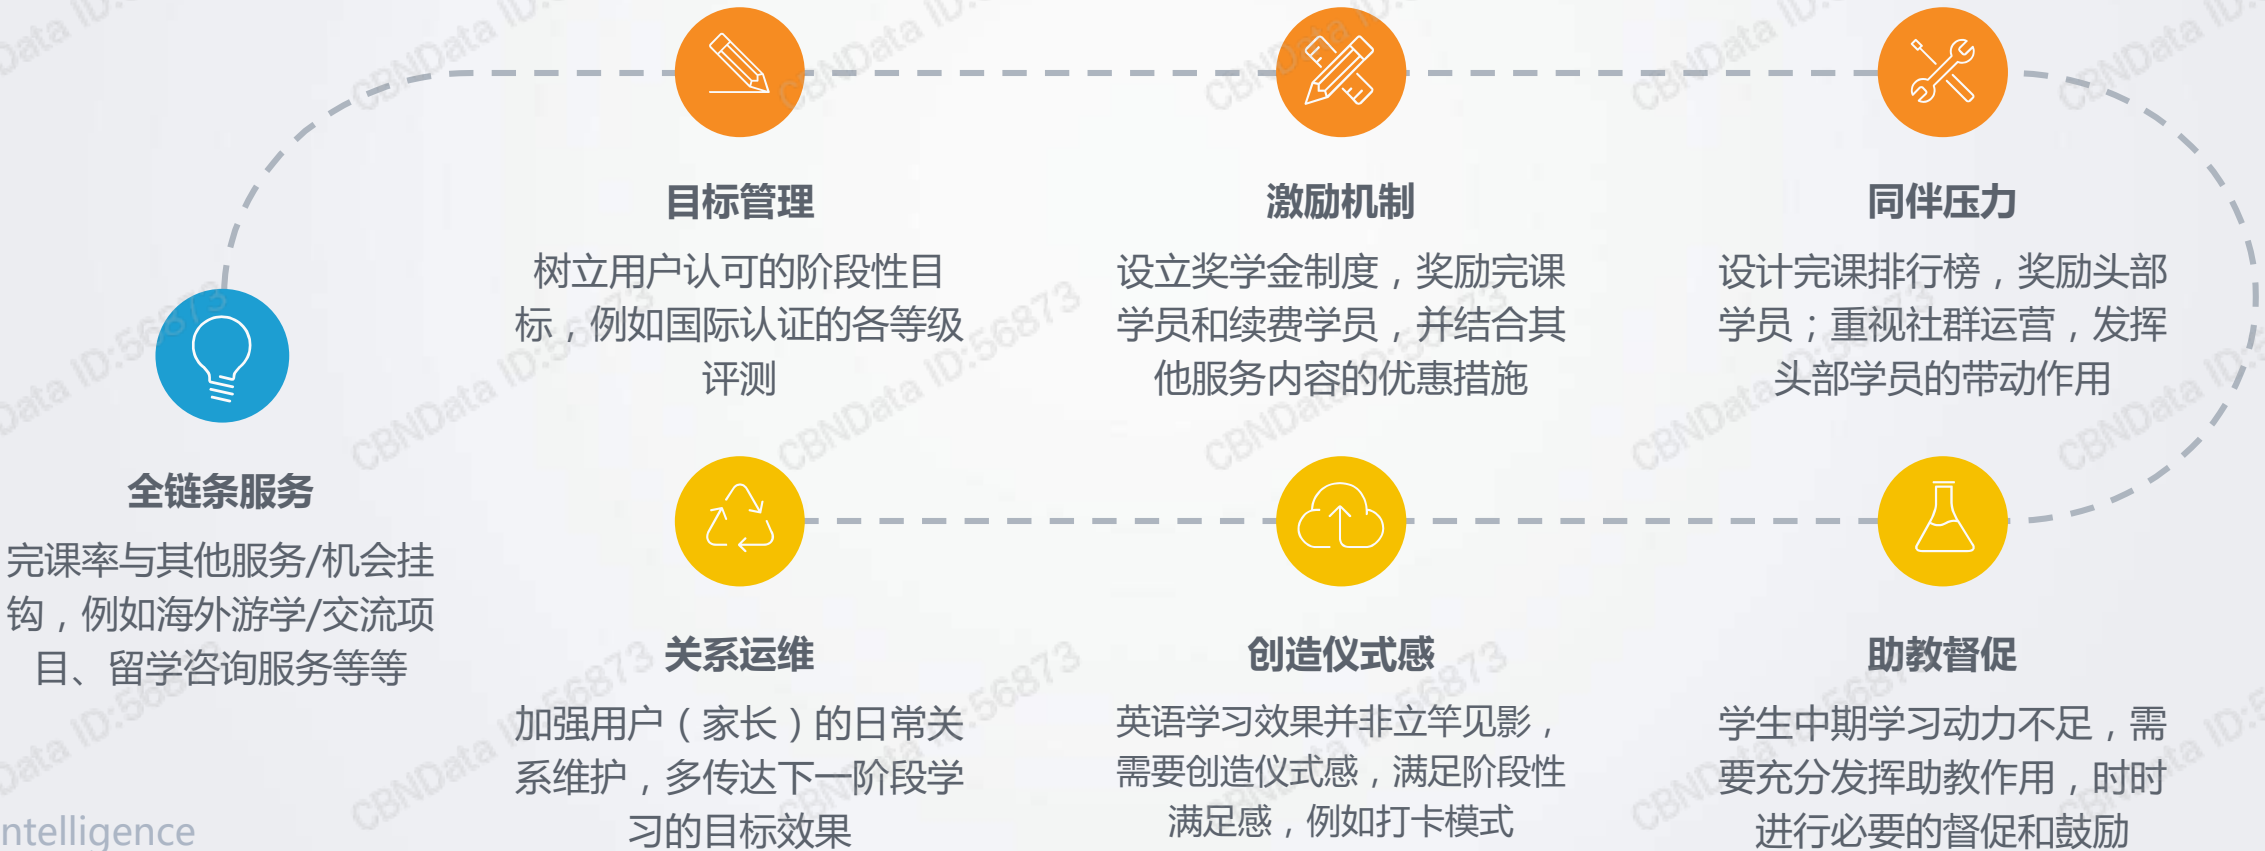 目标管理
树立用户认可的阶段性目
标，例如国际认证的各等级
评测
激励机制
设立奖学金制度，奖励完课
学员和续费学员，并结合其
他服务内容的优惠措施
同伴压力
设计完课排行榜，奖励头部
学员；重视社群运营，发挥
头部学员的带动作用
全链条服务
完课率与其他服务/机会挂
钩，例如海外游学/交流项
目、留学咨询服务等等
关系运维
加强用户（家长）的日常关
系维护，多传达下一阶段学
习的目标效果
创造仪式感
英语学习效果并非立竿见影，
需要创造仪式感，满足阶段性
满足感，例如打卡模式
助教督促
学生中期学习动力不足，需
要充分发挥助教作用，时时
进行必要的督促和鼓励
ntelligence
CBNData ID:56873